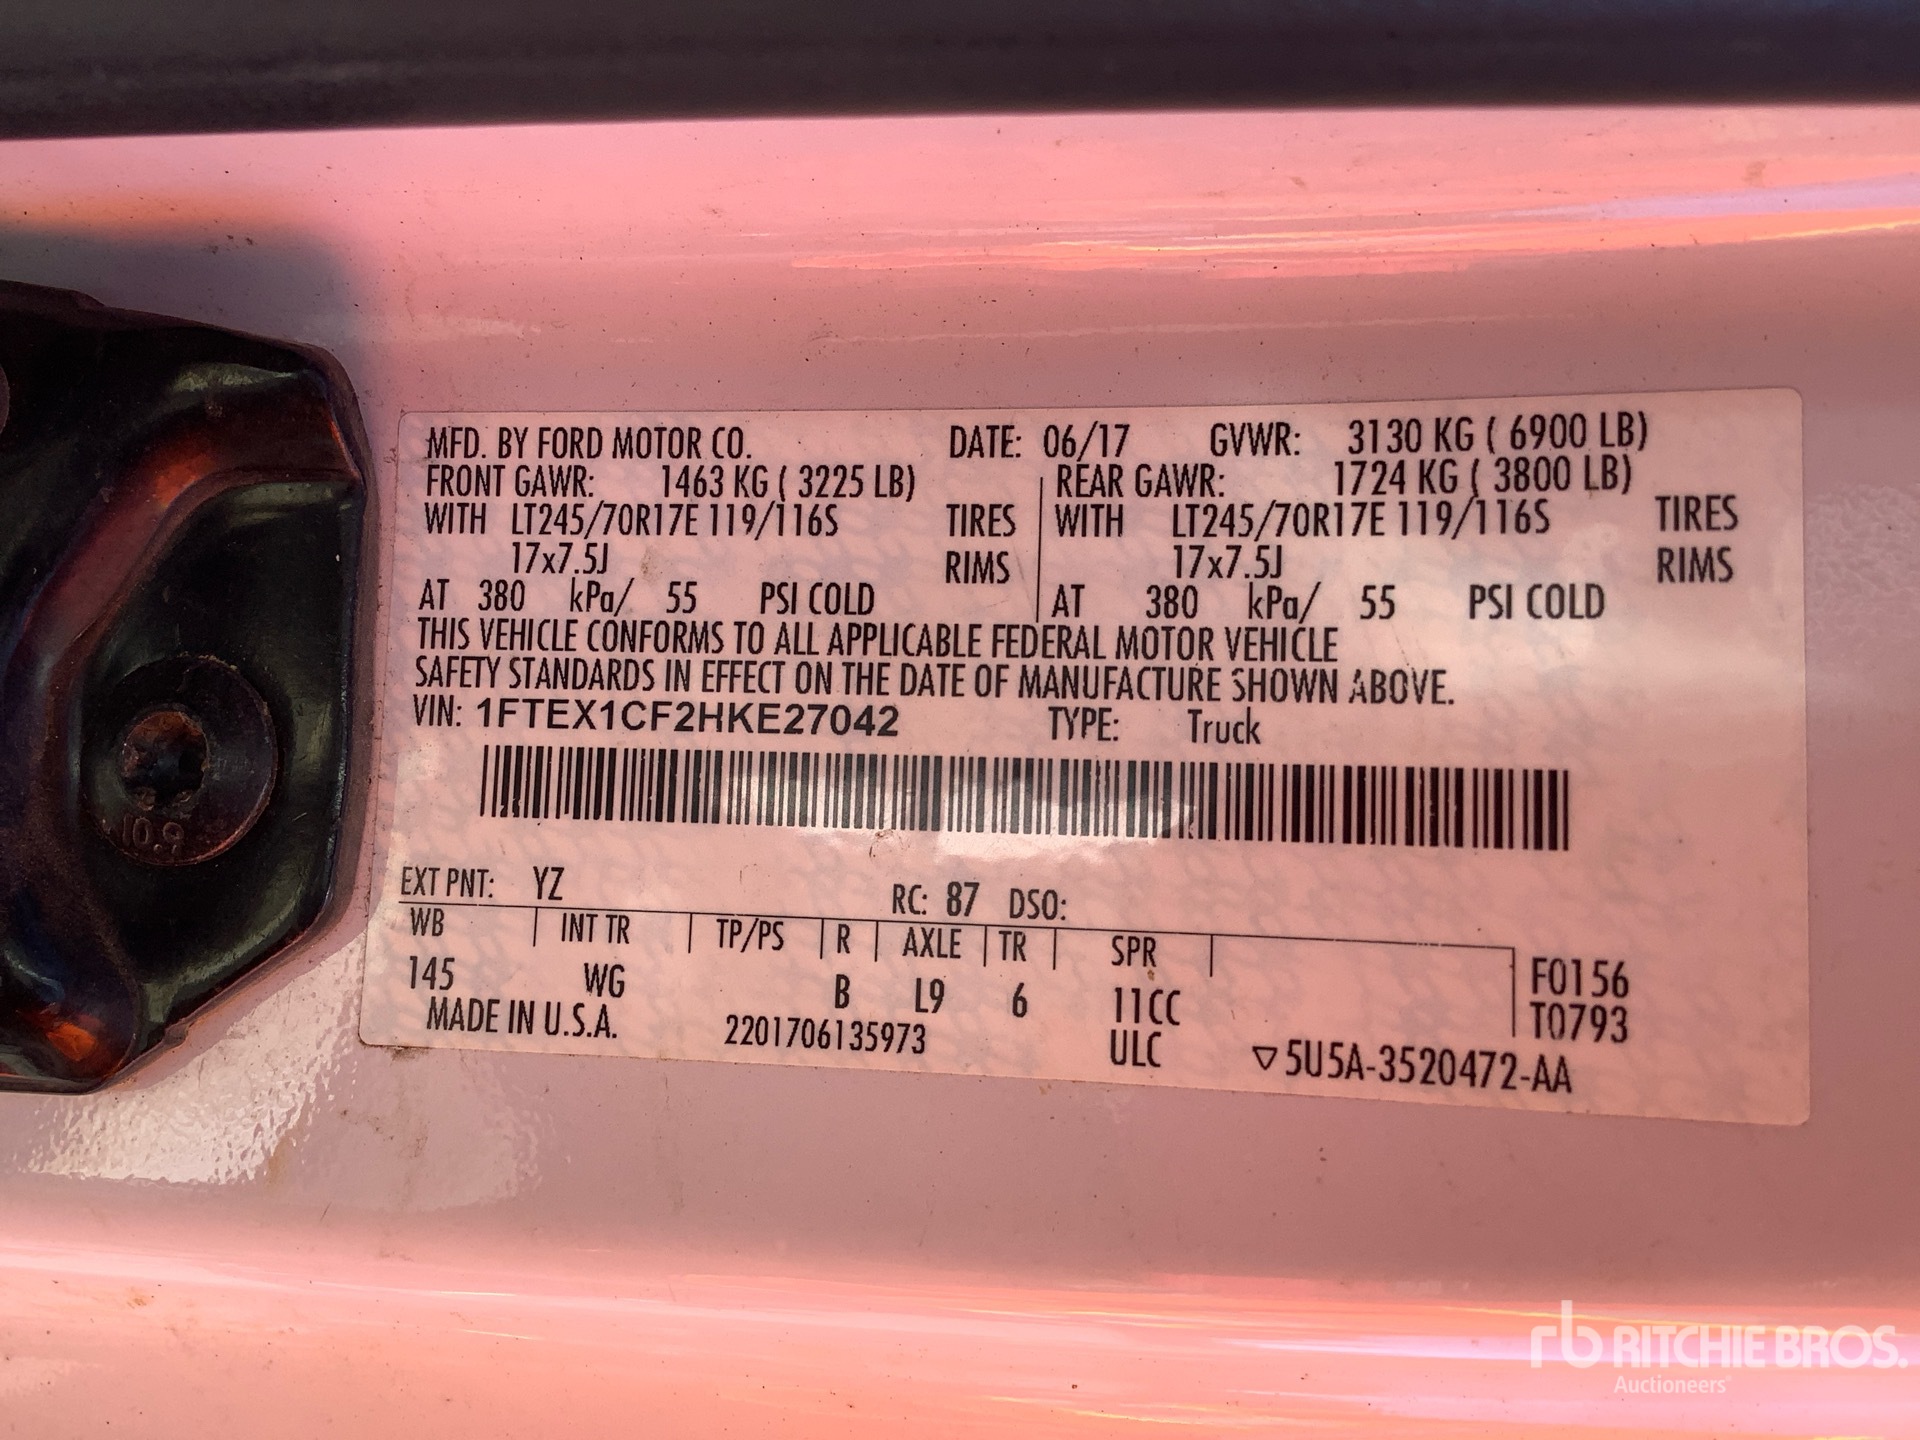 MFD. BY FORD MOTOR CO. DATE: 06/17 GVWR: 3130 KG ( 6900 LB)
FRONT GAWR: 1463 KG ( 3225 LB) REAR GAWR: 1724 KG ( 3800 LB)
WITH LT245/70R17E 119/116S TIRES WITH LT245/70R17E 119/116S TIRES
17x7.5J RIMS 17x7.5J RIMS
AT 380 kPa/ 55 PSI COLD AT 380 kPa/ 55 PSI COLD
THIS VEHICLE CONFORMS TO ALL APPLICABLE FEDERAL MOTOR VEHICLE
SAFETY STANDARDS IN EFFECT ON THE DATE OF MANUFACTURE SHOWN ABOVE.
VIN: 1FTEX1CF2HKE27042 TYPE: Truck
EXT PNT: YZ RC: 87 DSO:
WB INT TR TP/PS R AXLE TR SPR
145 WG B L9 6 11CC F0156
MADE IN U.S.A. 2201706135973 ULC T0793
▽5U5A-3520472-AA
10.9
rb RITCHIE BROS.
Auctioneers